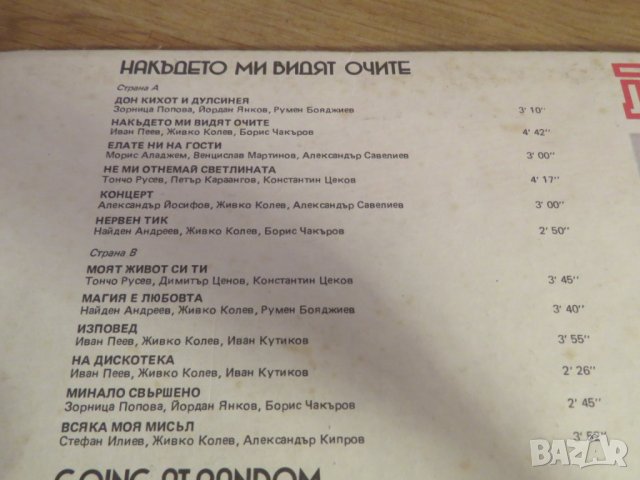 НАКЪДЕТО МИ ВИДЯТ ОЧИТЕ
Страна А
ДОН КИХОТ И ДУЛСИНЕЯ
Зорница Попова, Йордан Янков, Румен Бояджиев 3' 10"
НАКЪДЕТО МИ ВИДЯТ ОЧИТЕ
Иван Пеев, Живко Колев, Борис Чакъров 4' 42"
ЕЛАТЕ НИ НА ГОСТИ
Морис Аладжем, Венцислав Мартинов, Александър Савелиев 3' 00"
НЕ МИ ОТНЕМАЙ СВЕТЛИНАТА
Тончо Русев, Петър Караангов, Константин Цеков 4' 17"
КОНЦЕРТ
Александър Йосифов, Живко Колев, Александър Савелиев 3' 00"
НЕРВЕН ТИК
Найден Андреев, Живко Колев, Борис Чакъров 2' 50"
Страна В
МОЯТ ЖИВОТ СИ ТИ
Тончо Русев, Димитър Ценов, Константин Цеков 3' 45"
МАГИЯ Е ЛЮБОВТА
Найден Андреев, Живко Колев, Румен Бояджиев 3' 40"
ИЗПОВЕД
Иван Пеев, Живко Колев, Иван Кутиков 3' 55"
НА ДИСКОТЕКА
Иван Пеев, Живко Колев, Иван Кутиков 2' 26"
МИНАЛО СВЪРШЕНО
Зорница Попова, Йордан Янков, Борис Чакъров 2' 45"
ВСЯКА МОЯ МИСЪЛ
Стефан Илиев, Живко Колев, Александър Кипров 3'
GOING AT RANDOM
BAZAR